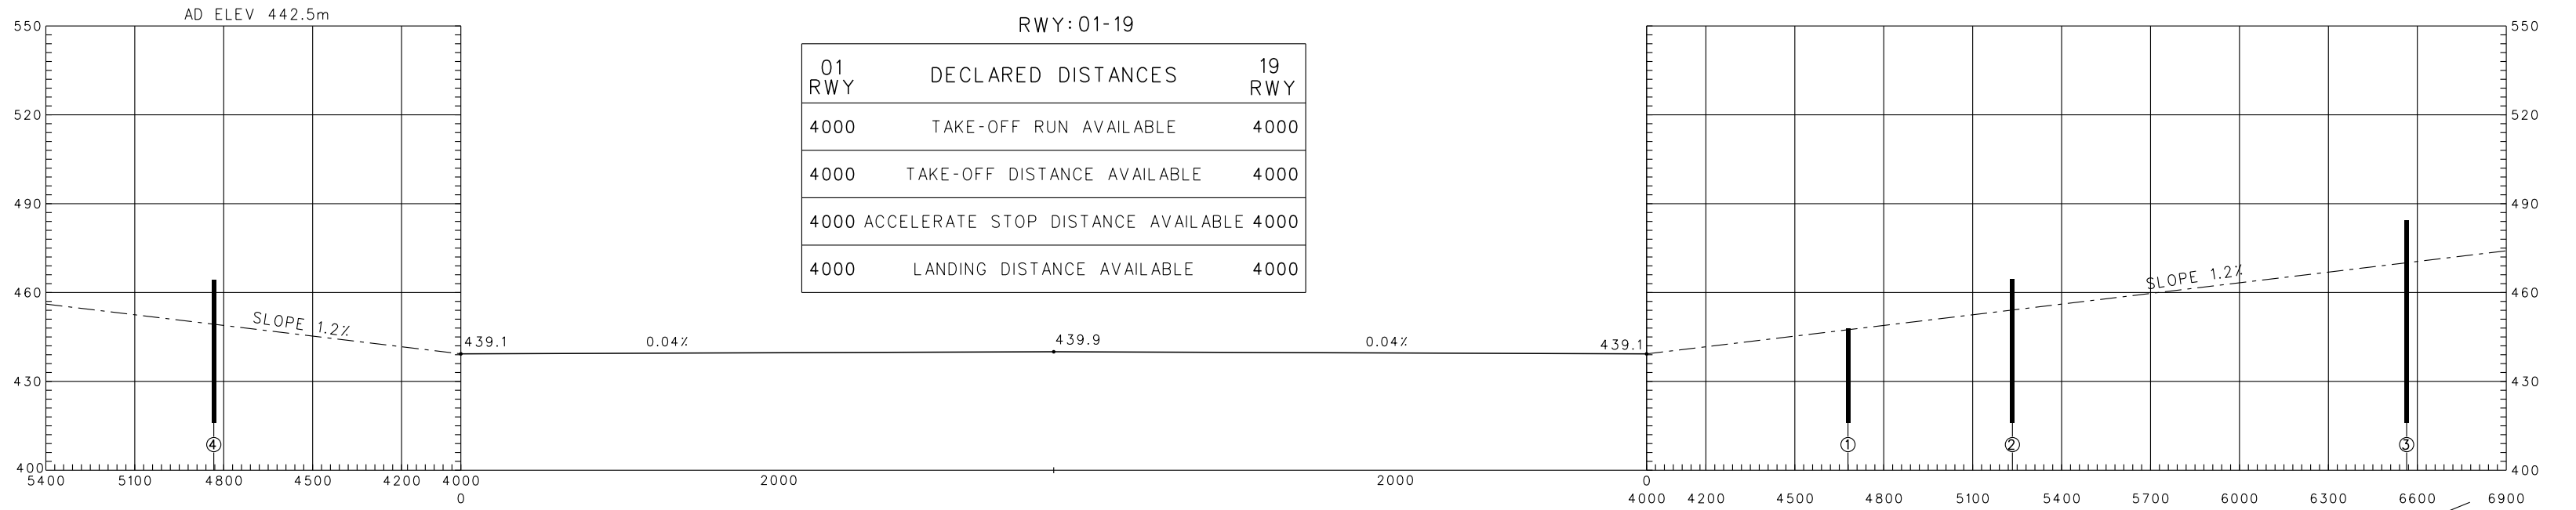 AD ELEV 442.5m
RWY:01-19
01 RWY DECLARED DISTANCES 19 RWY
4000 TAKE-OFF RUN AVAILABLE 4000
4000 TAKE-OFF DISTANCE AVAILABLE 4000
4000 ACCELERATE STOP DISTANCE AVAILABLE 4000
4000 LANDING DISTANCE AVAILABLE 4000
550
520
490
460
430
400
SLOPE 1.2%
4
5400 5100 4800 4500 4200 4000
0
439.1 0.04% 439.9 0.04% 439.1
2000 2000
SLOPE 1.2%
1 2 3
550
520
490
460
430
400
0
4000 4200 4500 4800 5100 5400 5700 6000 6300 6600 6900